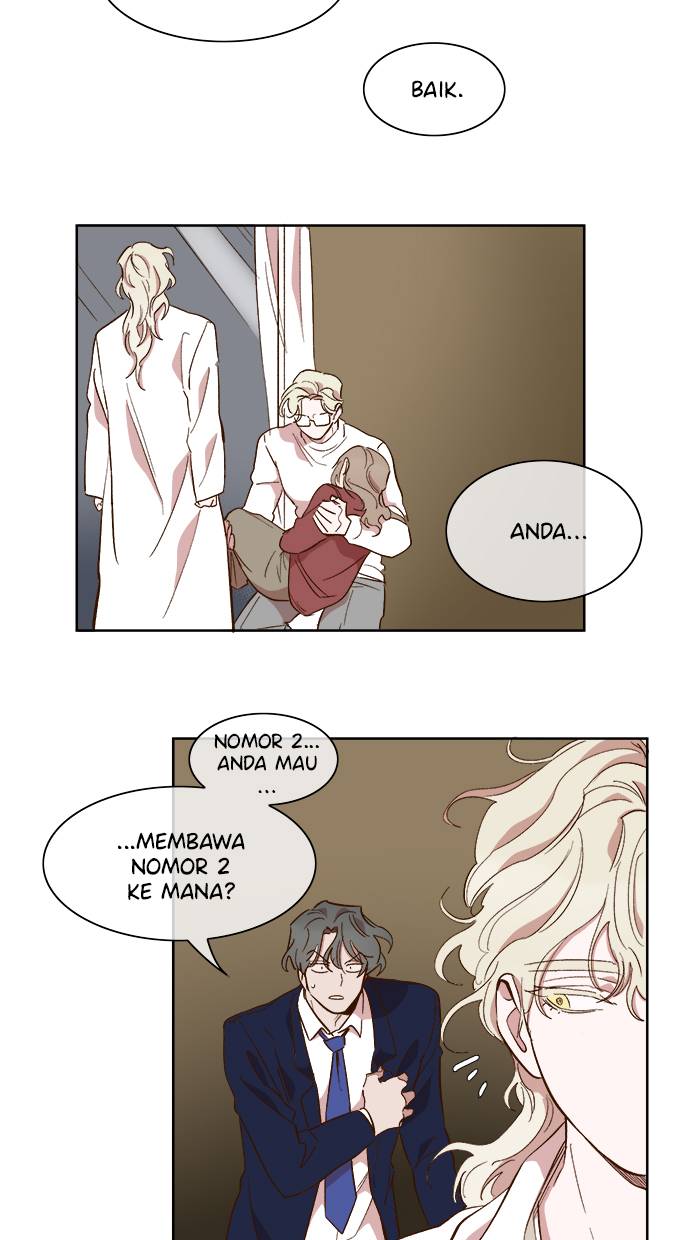 BAIK.
ANDA...
NOMOR 2...
ANDA MAU
...
...MEMBAWA
NOMOR 2
KE MANA?